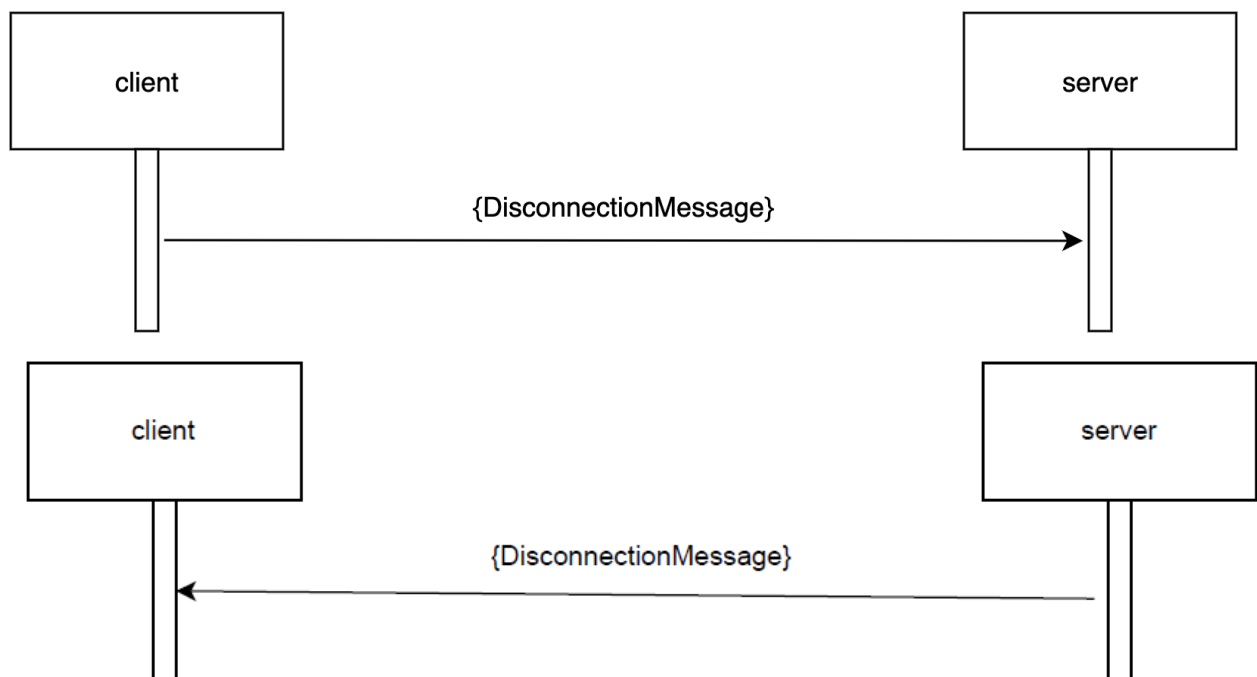 client
server
{DisconnectionMessage}
client
server
{DisconnectionMessage}